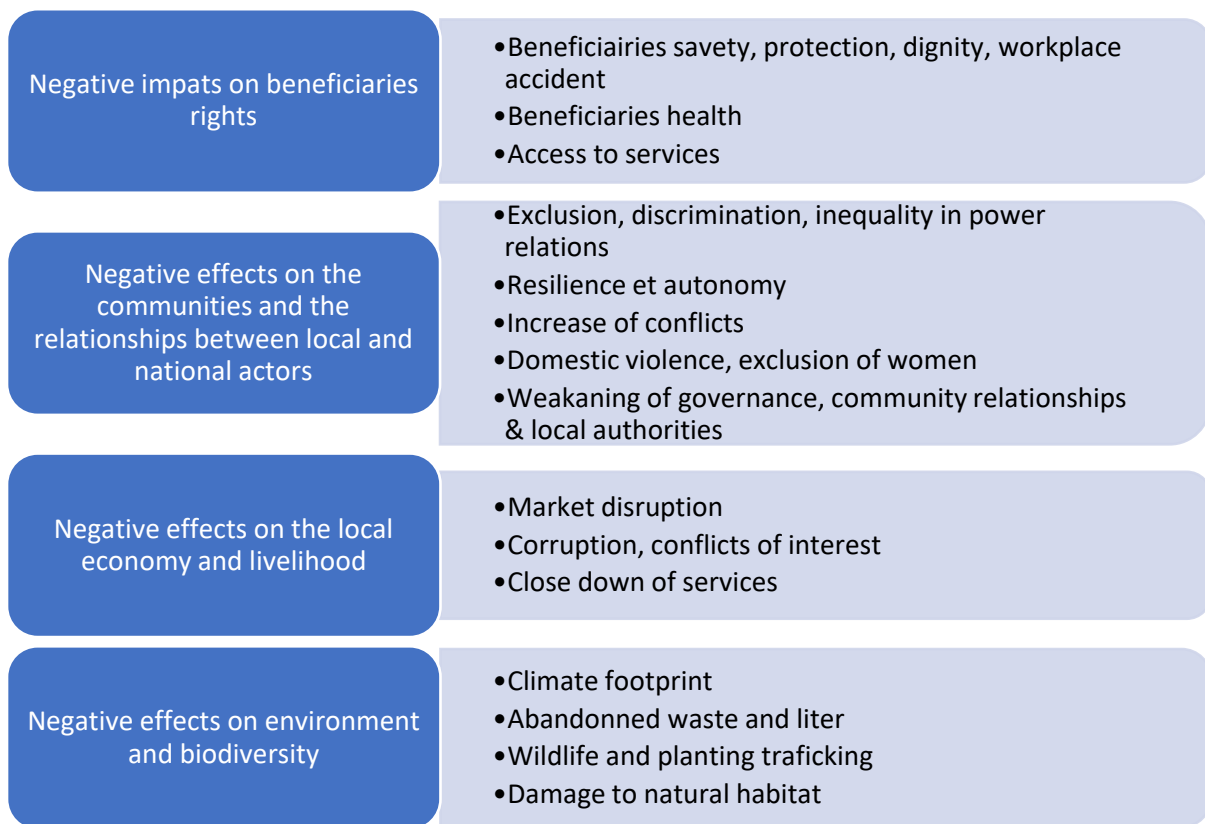 Negative impats on beneficiaries
rights
•Beneficiairies savety, protection, dignity, workplace
accident
•Beneficiaries health
•Access to services
Negative effects on the
communities and the
relationships between local and
national actors
•Exclusion, discrimination, inequality in power
relations
•Resilience et autonomy
•Increase of conflicts
•Domestic violence, exclusion of women
•Weakaning of governance, community relationships
& local authorities
Negative effects on the local
economy and livelihood
•Market disruption
•Corruption, conflicts of interest
•Close down of services
Negative effects on environment
and biodiversity
•Climate footprint
•Abandonned waste and liter
•Wildlife and planting traficking
•Damage to natural habitat